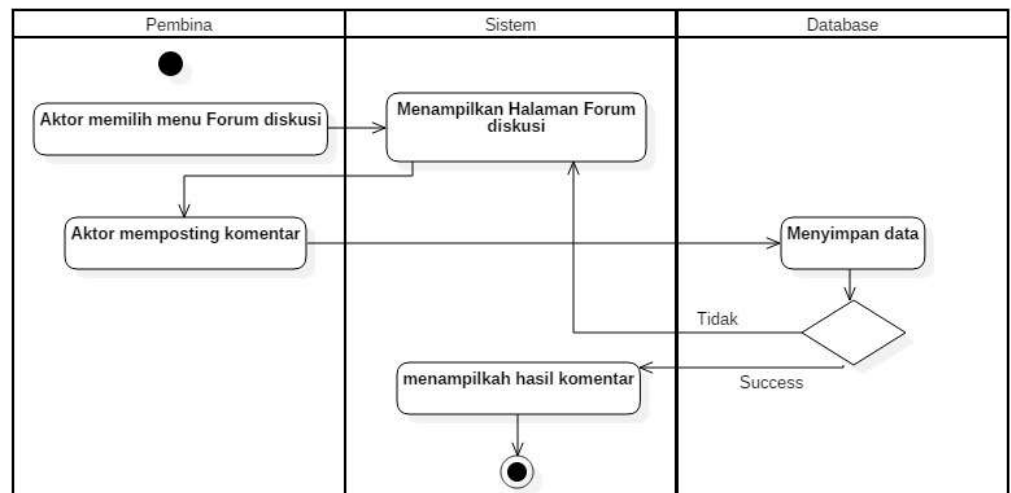 Pembina
Sistem
Database
Aktor memilih menu Forum diskusi
Menampilkan Halaman Forum
diskusi
Aktor memposting komentar
Menyimpan data
Tidak
menampilkah hasil komentar
Success